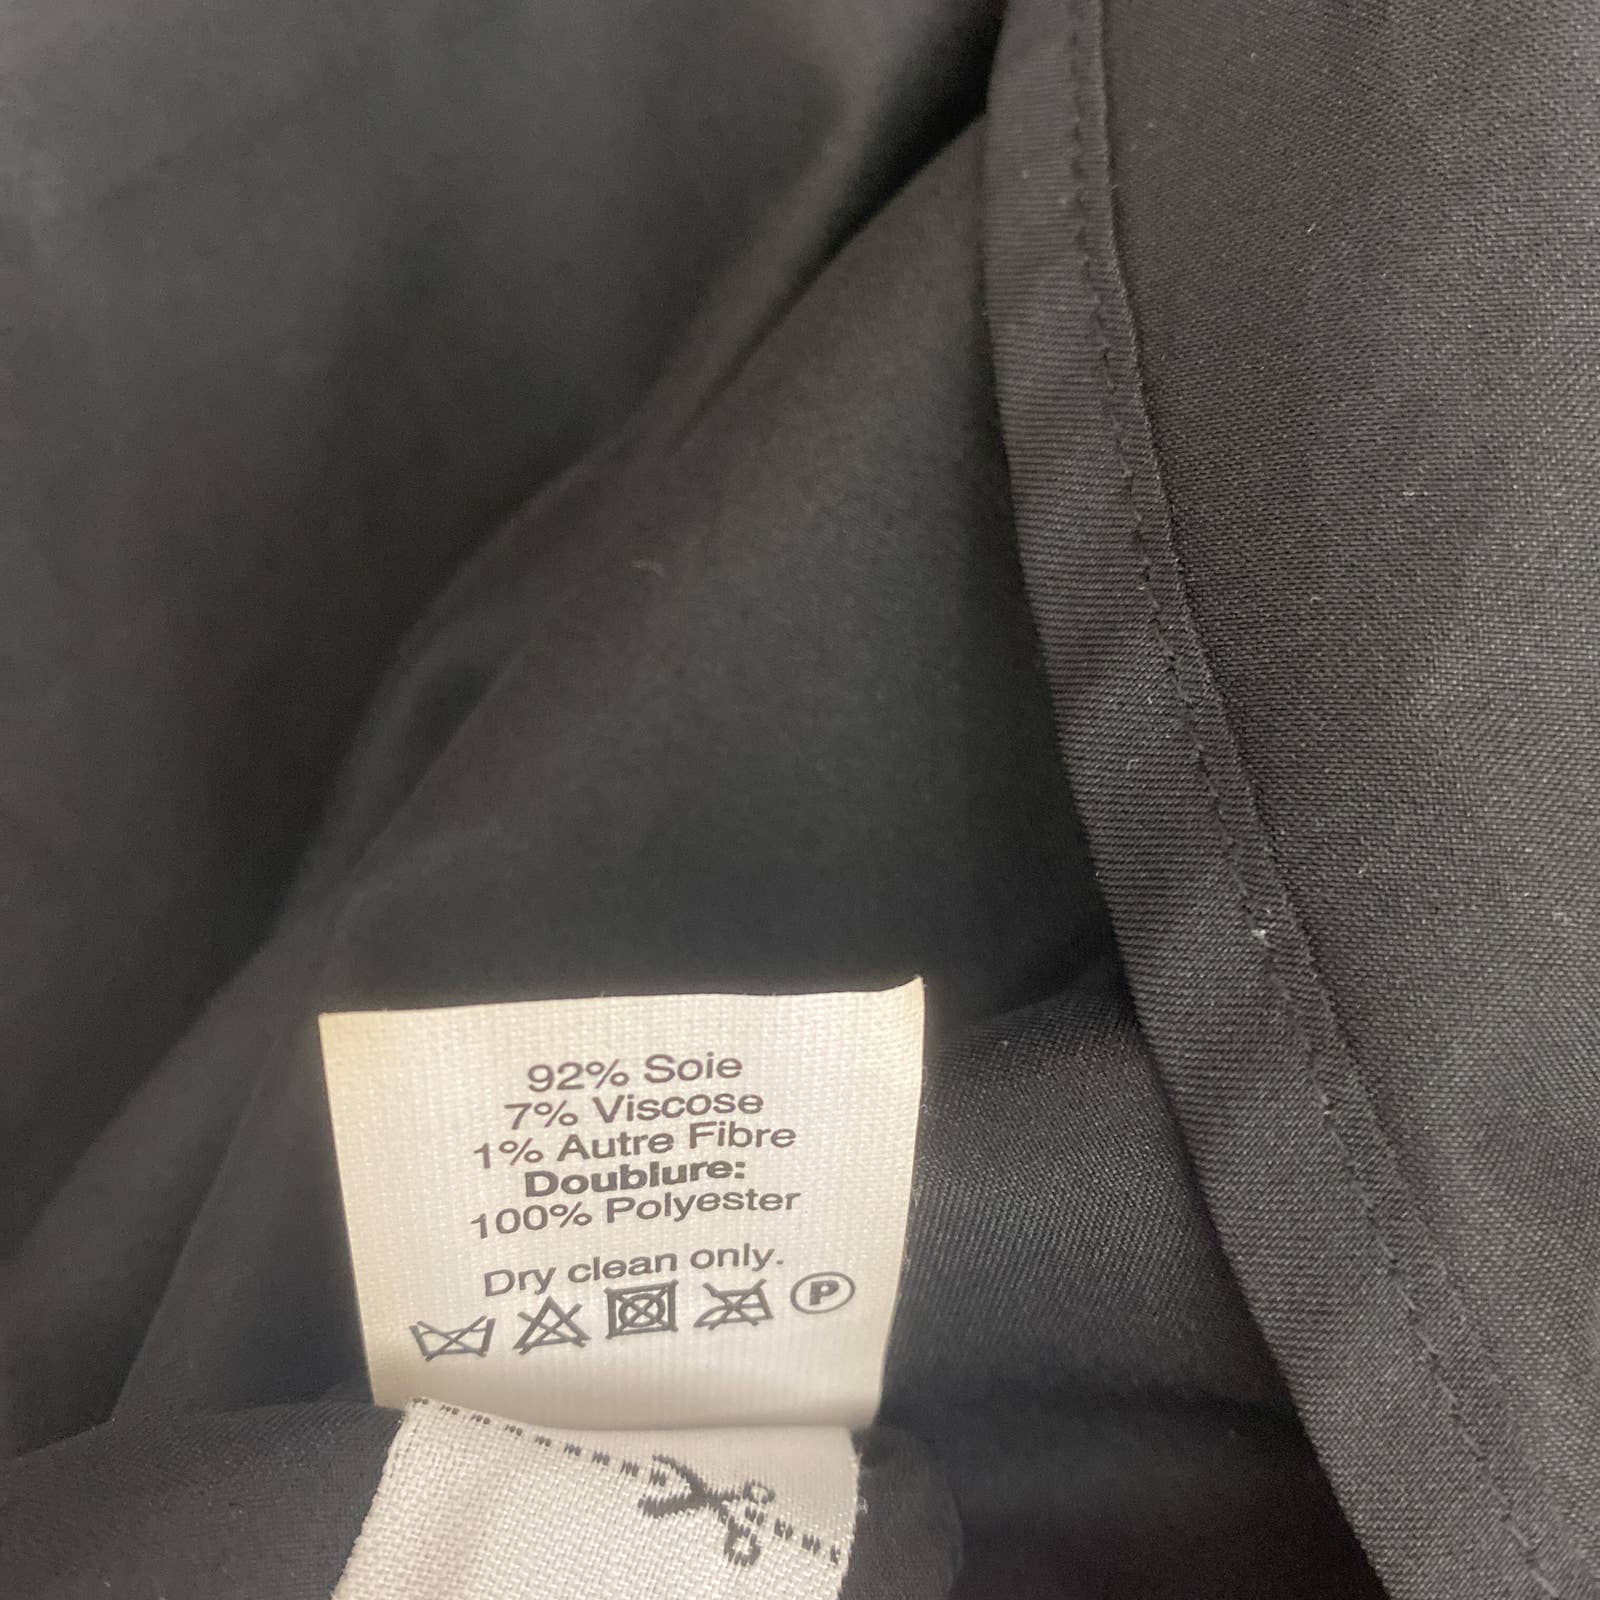 92% Soie
7% Viscose
1% Autre Fibre
Doublure:
100% Polyester
Dry clean only.
P